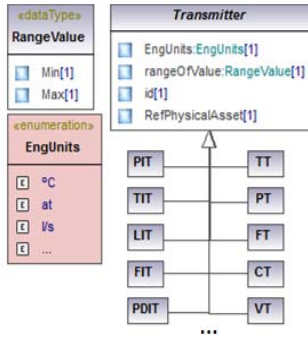 «dataType»
RangeValue
Min[1]
Max[1]
«enumeration»
EngUnits
E ºC
E at
E l/s
E ...
Transmitter
EngUnits:EngUnits[1]
rangeOfValue:RangeValue[1]
id[1]
RefPhysicalAsset[1]
PIT TT
TIT PT
LIT FT
FIT CT
PDIT VT
...